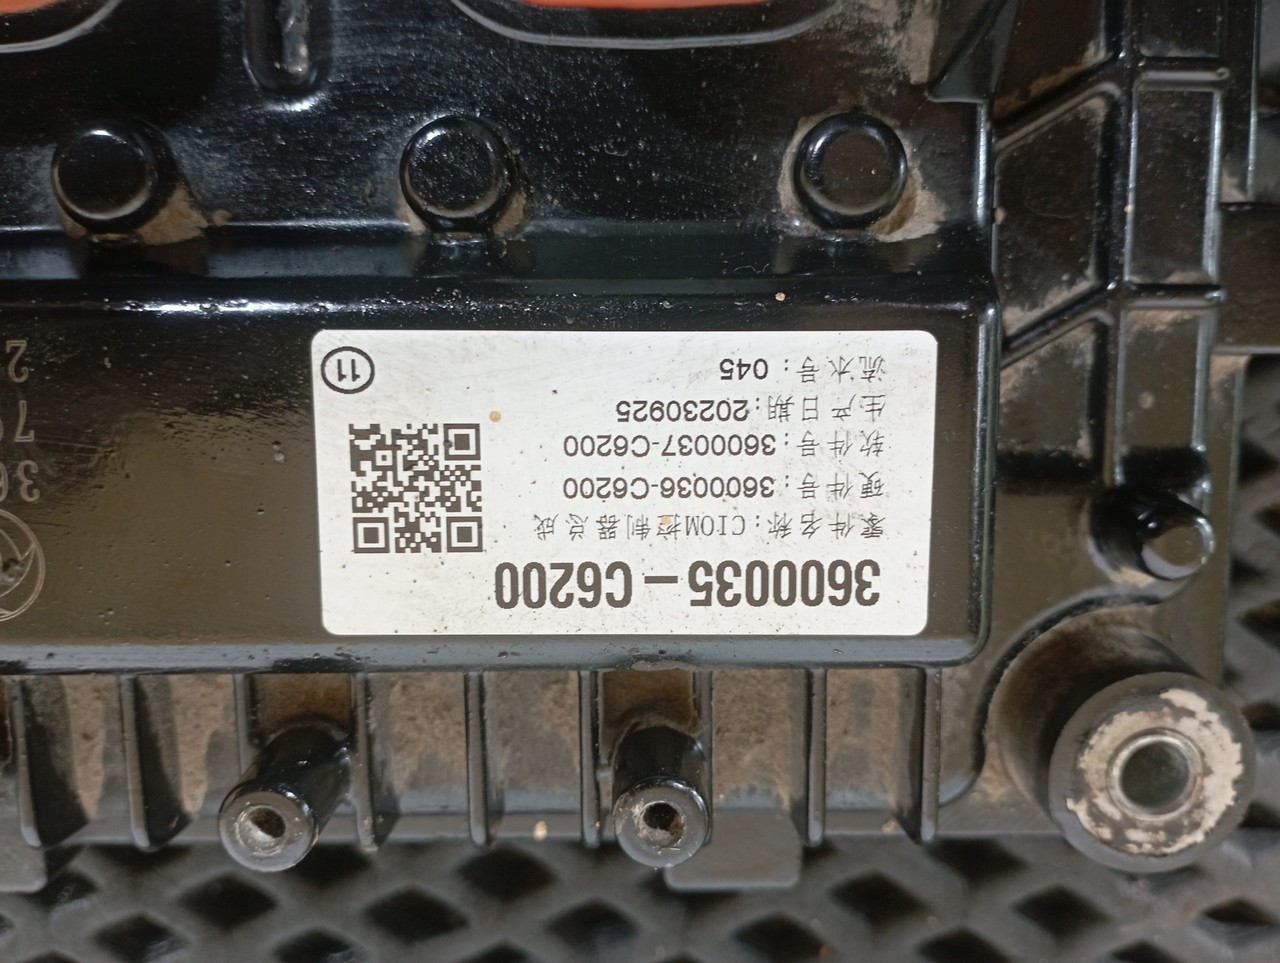 3600035-C6200
零件名称：CIOM控制器总成
硬件号：3600036-C6200
软件号：3600037-C6200
生产日期：20230925
流水号：045
11